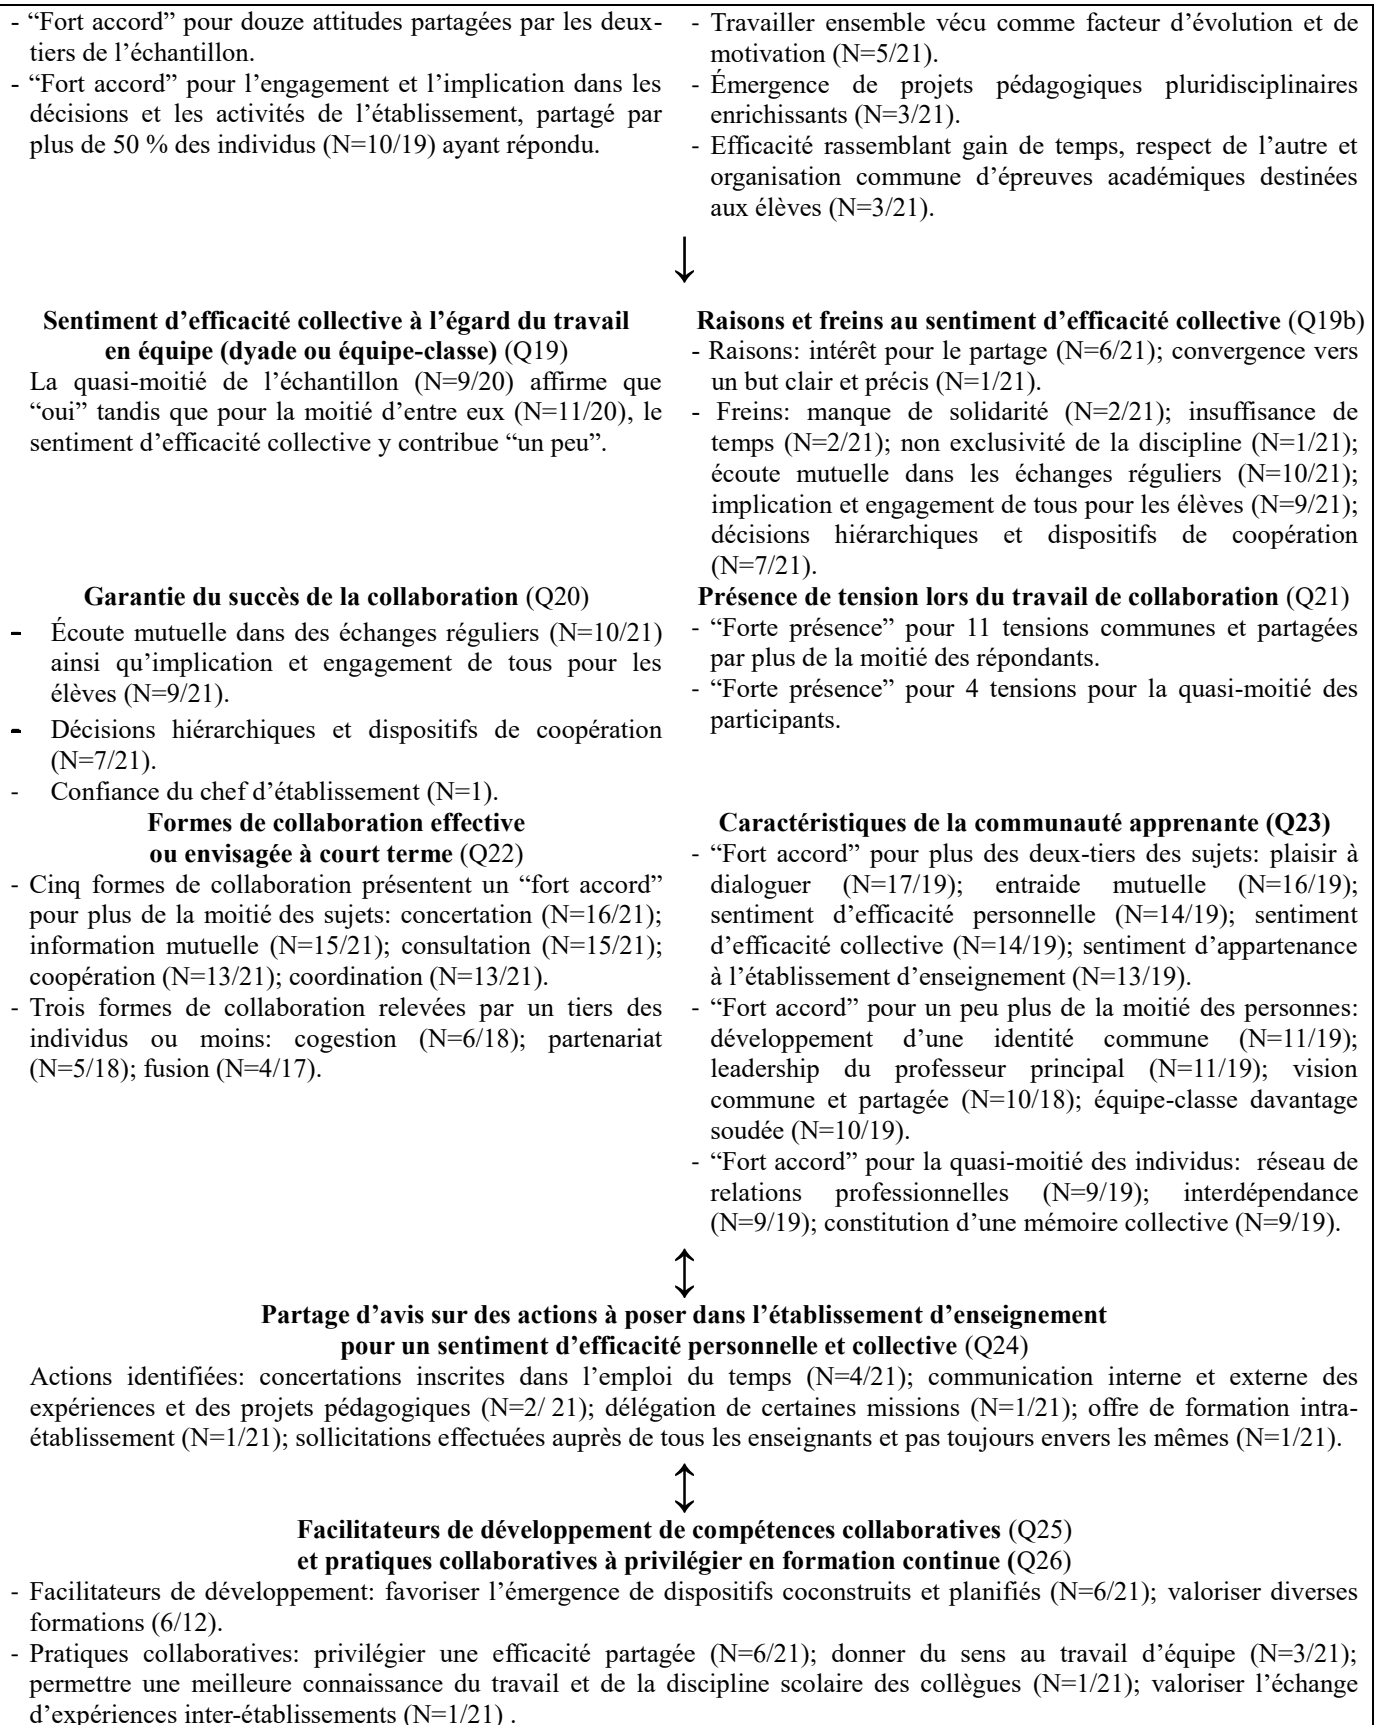 - “Fort accord” pour douze attitudes partagées par les deux-
tiers de l’échantillon.
- “Fort accord” pour l’engagement et l’implication dans les
décisions et les activités de l’établissement, partagé par
plus de 50 % des individus (N=10/19) ayant répondu.
- Travailler ensemble vécu comme facteur d’évolution et de
motivation (N=5/21).
- Émergence de projets pédagogiques pluridisciplinaires
enrichissants (N=3/21).
- Efficacité rassemblant gain de temps, respect de l’autre et
organisation commune d’épreuves académiques destinées
aux élèves (N=3/21).
↓
Sentiment d’efficacité collective à l’égard du travail
en équipe (dyade ou équipe-classe) (Q19)
La quasi-moitié de l’échantillon (N=9/20) affirme que
“oui” tandis que pour la moitié d’entre eux (N=11/20), le
sentiment d’efficacité collective y contribue “un peu”.
Raisons et freins au sentiment d’efficacité collective (Q19b)
- Raisons: intérêt pour le partage (N=6/21); convergence vers
un but clair et précis (N=1/21).
- Freins: manque de solidarité (N=2/21); insuffisance de
temps (N=2/21); non exclusivité de la discipline (N=1/21);
écoute mutuelle dans les échanges réguliers (N=10/21);
implication et engagement de tous pour les élèves (N=9/21);
décisions hiérarchiques et dispositifs de coopération
(N=7/21).
Garantie du succès de la collaboration (Q20)
- Écoute mutuelle dans des échanges réguliers (N=10/21)
ainsi qu’implication et engagement de tous pour les
élèves (N=9/21).
- Décisions hiérarchiques et dispositifs de coopération
(N=7/21).
- Confiance du chef d’établissement (N=1).
Présence de tension lors du travail de collaboration (Q21)
- “Forte présence” pour 11 tensions communes et partagées
par plus de la moitié des répondants.
- “Forte présence” pour 4 tensions pour la quasi-moitié des
participants.
Formes de collaboration effective
ou envisagée à court terme (Q22)
- Cinq formes de collaboration présentent un “fort accord”
pour plus de la moitié des sujets: concertation (N=16/21);
information mutuelle (N=15/21); consultation (N=15/21);
coopération (N=13/21); coordination (N=13/21).
- Trois formes de collaboration relevées par un tiers des
individus ou moins: cogestion (N=6/18); partenariat
(N=5/18); fusion (N=4/17).
Caractéristiques de la communauté apprenante (Q23)
- “Fort accord” pour plus des deux-tiers des sujets: plaisir à
dialoguer (N=17/19); entraide mutuelle (N=16/19);
sentiment d’efficacité personnelle (N=14/19); sentiment
d’efficacité collective (N=14/19); sentiment d’appartenance
à l’établissement d’enseignement (N=13/19).
- “Fort accord” pour un peu plus de la moitié des personnes:
développement d’une identité commune (N=11/19);
leadership du professeur principal (N=11/19); vision
commune et partagée (N=10/18); équipe-classe davantage
soudée (N=10/19).
- “Fort accord” pour la quasi-moitié des individus: réseau de
relations professionnelles (N=9/19); interdépendance
(N=9/19); constitution d’une mémoire collective (N=9/19).
↕
Partage d’avis sur des actions à poser dans l’établissement d’enseignement
pour un sentiment d’efficacité personnelle et collective (Q24)
Actions identifiées: concertations inscrites dans l’emploi du temps (N=4/21); communication interne et externe des
expériences et des projets pédagogiques (N=2/ 21); délégation de certaines missions (N=1/21); offre de formation intra-
établissement (N=1/21); sollicitations effectuées auprès de tous les enseignants et pas toujours envers les mêmes (N=1/21).
↕
Facilitateurs de développement de compétences collaboratives (Q25)
et pratiques collaboratives à privilégier en formation continue (Q26)
- Facilitateurs de développement: favoriser l’émergence de dispositifs coconstruits et planifiés (N=6/21); valoriser diverses
formations (6/12).
- Pratiques collaboratives: privilégier une efficacité partagée (N=6/21); donner du sens au travail d’équipe (N=3/21);
permettre une meilleure connaissance du travail et de la discipline scolaire des collègues (N=1/21); valoriser l’échange
d’expériences inter-établissements (N=1/21) .